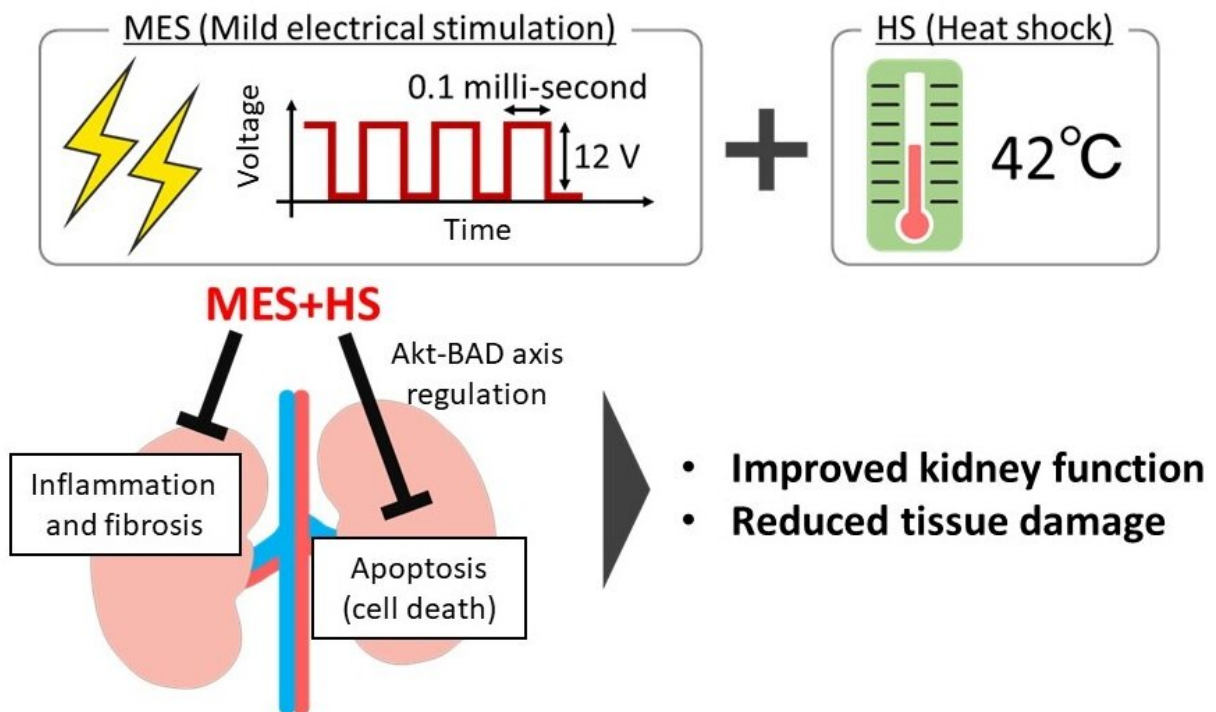 MES (Mild electrical stimulation)
0.1 milli-second
Voltage
12 V
Time
HS (Heat shock)
42℃
MES+HS
Akt-BAD axis
regulation
Inflammation
and fibrosis
Apoptosis
(cell death)
• Improved kidney function
• Reduced tissue damage